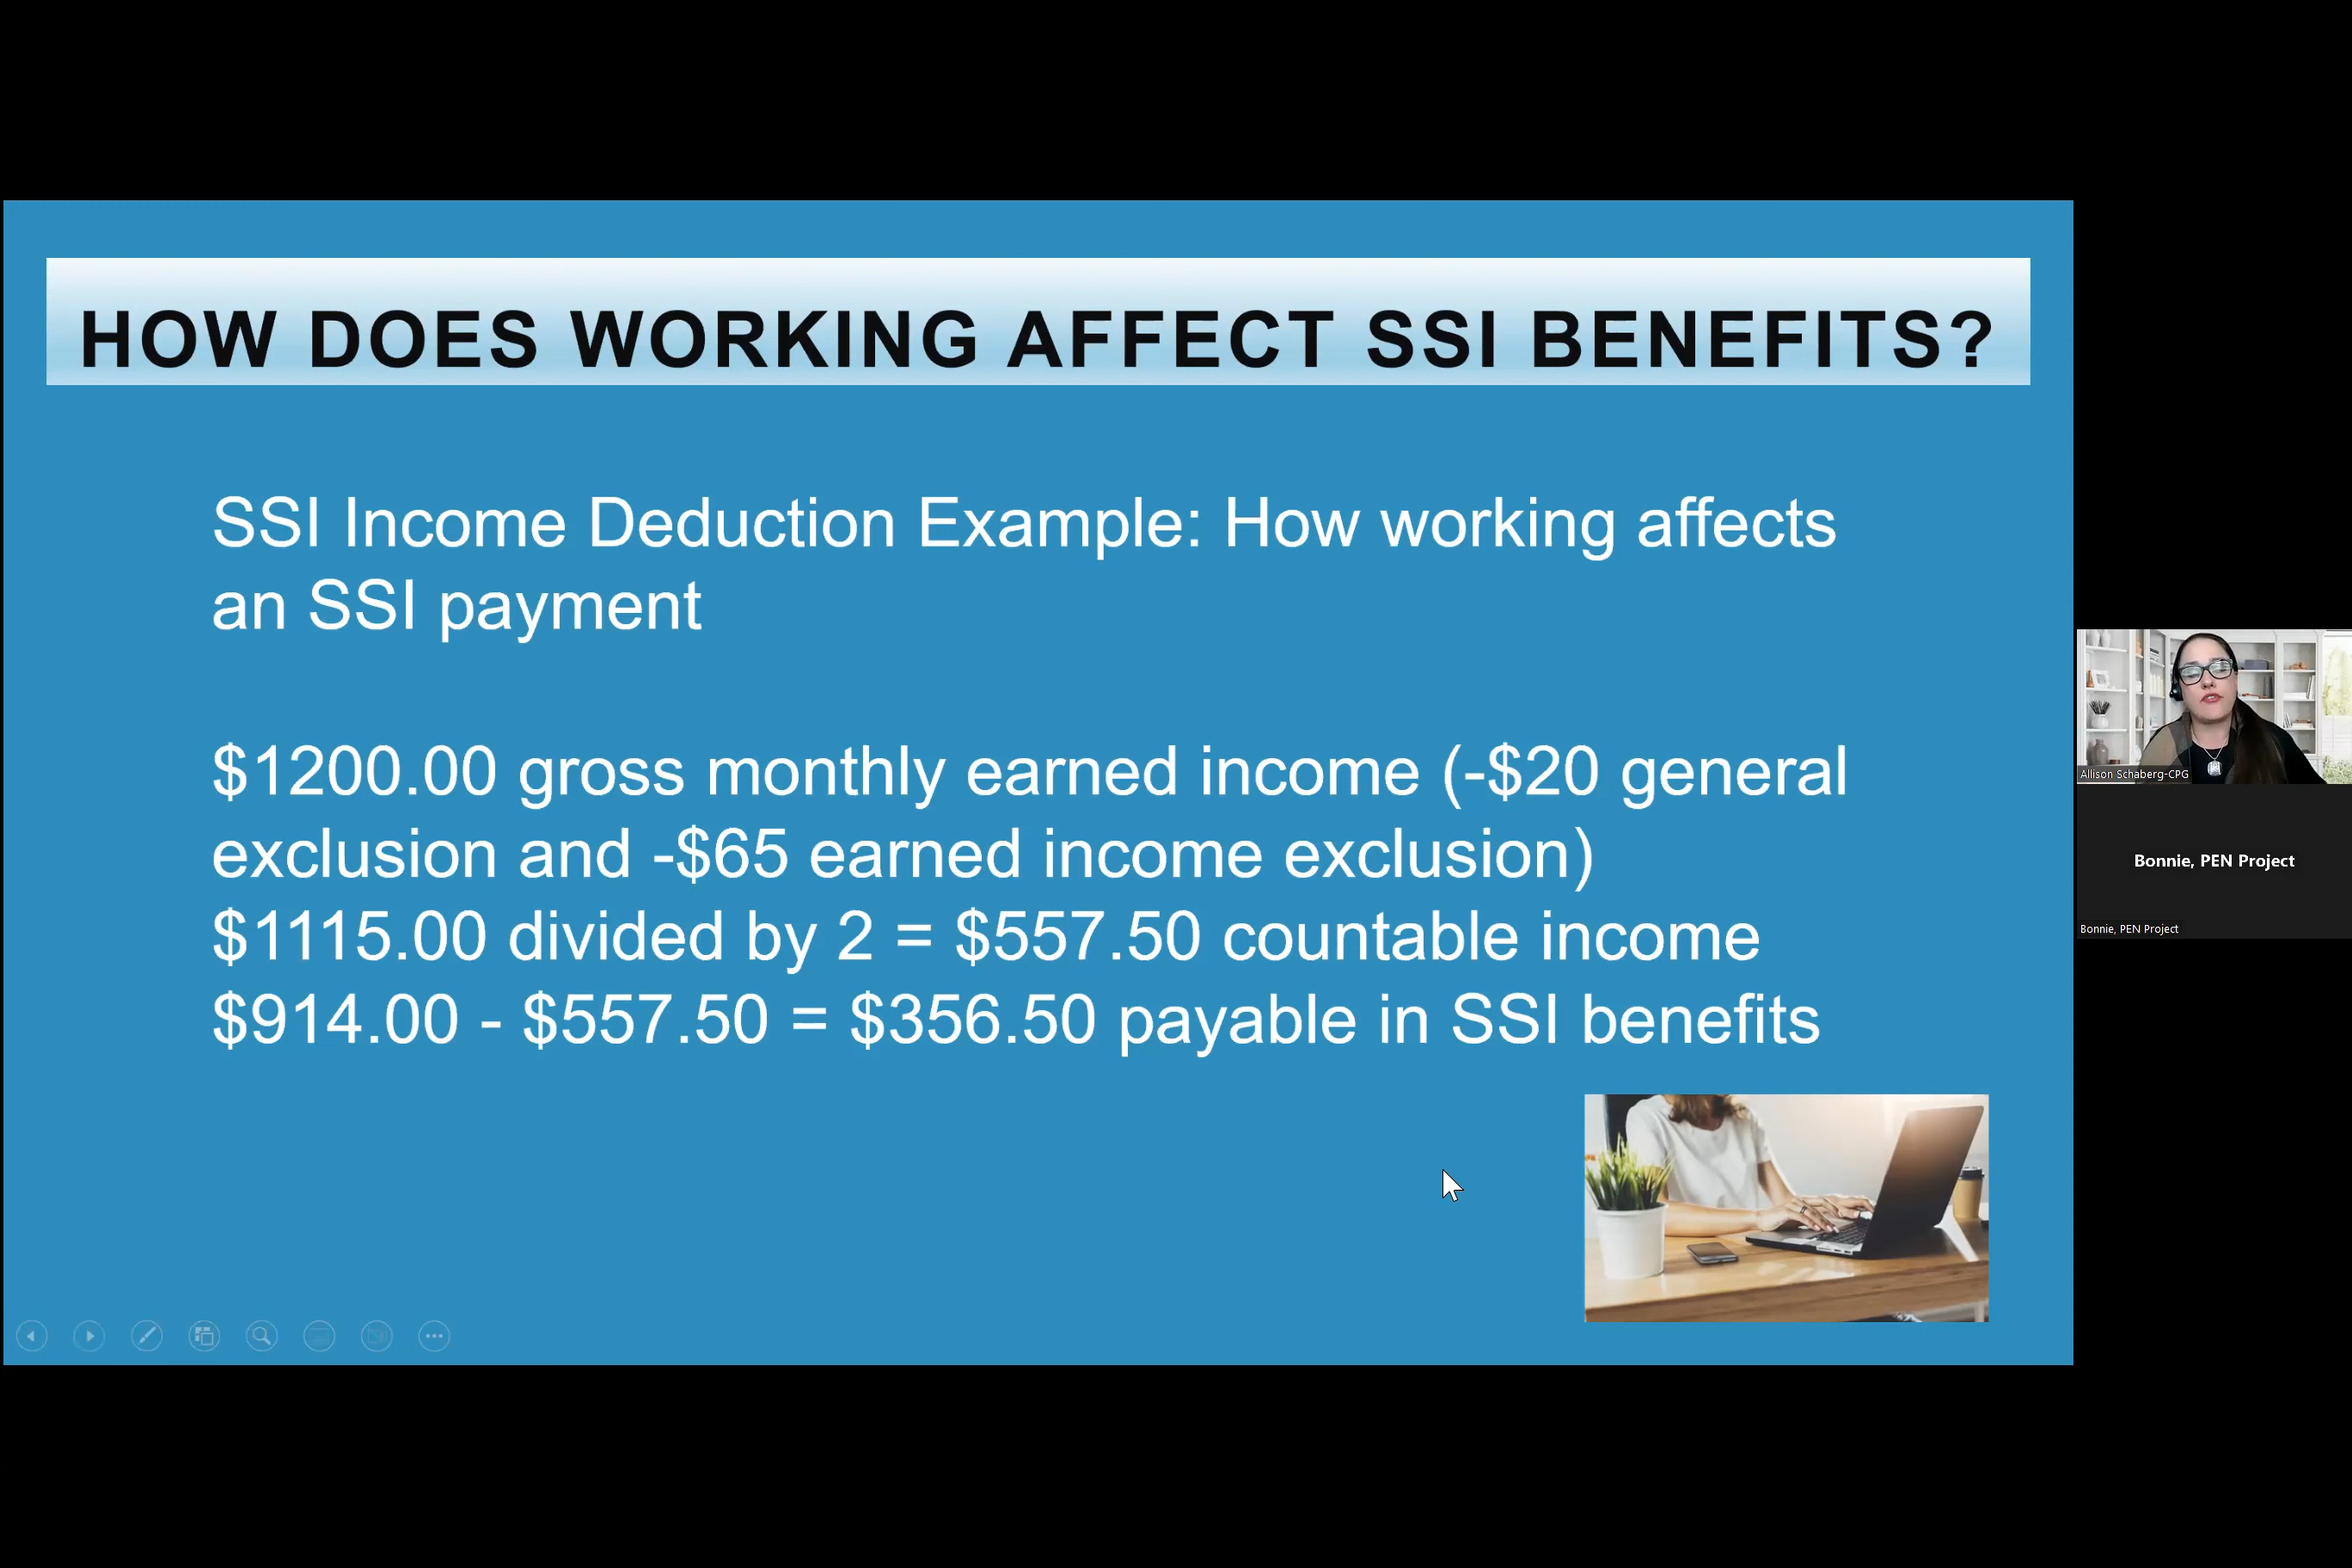 HOW DOES WORKING AFFECT SSI BENEFITS?
SSI Income Deduction Example: How working affects
an SSI payment
$1200.00 gross monthly earned income (-$20 general
exclusion and -$65 earned income exclusion)
$1115.00 divided by 2 = $557.50 countable income
$914.00 - $557.50 = $356.50 payable in SSI benefits
Allison Schaberg-CPG
Bonnie, PEN Project
Bonnie, PEN Project